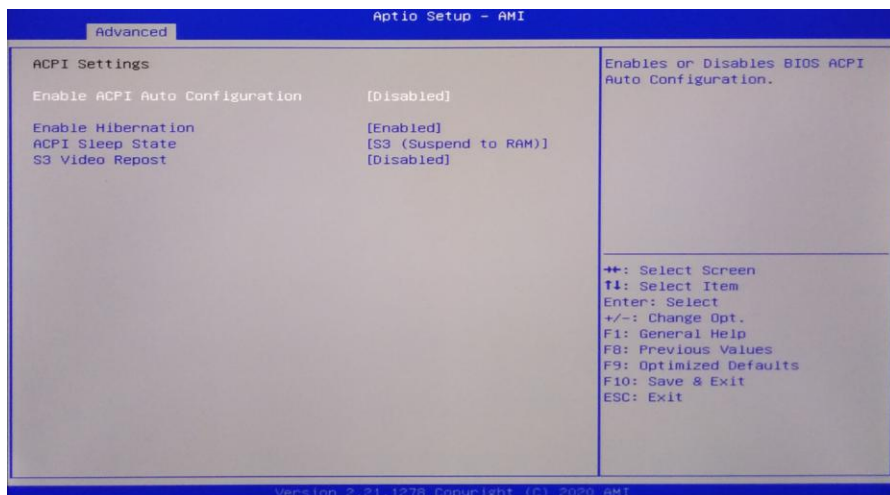 Aptio Setup – AMI
Advanced
ACPI Settings
Enable ACPI Auto Configuration [Disabled]
Enable Hibernation [Enabled]
ACPI Sleep State [S3 (Suspend to RAM)]
S3 Video Repost [Disabled]
Enables or Disables BIOS ACPI
Auto Configuration.
→←: Select Screen
↑↓: Select Item
Enter: Select
+/-: Change Opt.
F1: General Help
F8: Previous Values
F9: Optimized Defaults
F10: Save & Exit
ESC: Exit
Version 2.21.1278 Copyright (C) 2020 AMI